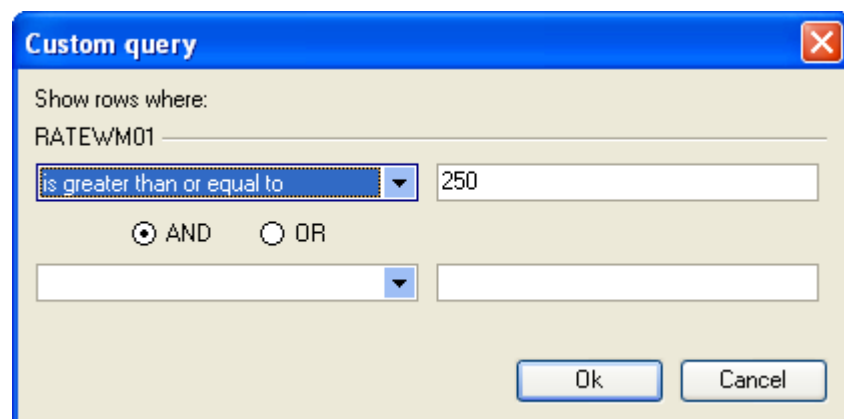 Custom query
Show rows where:
RATEWM01
is greater than or equal to 250
AND OR
Ok Cancel